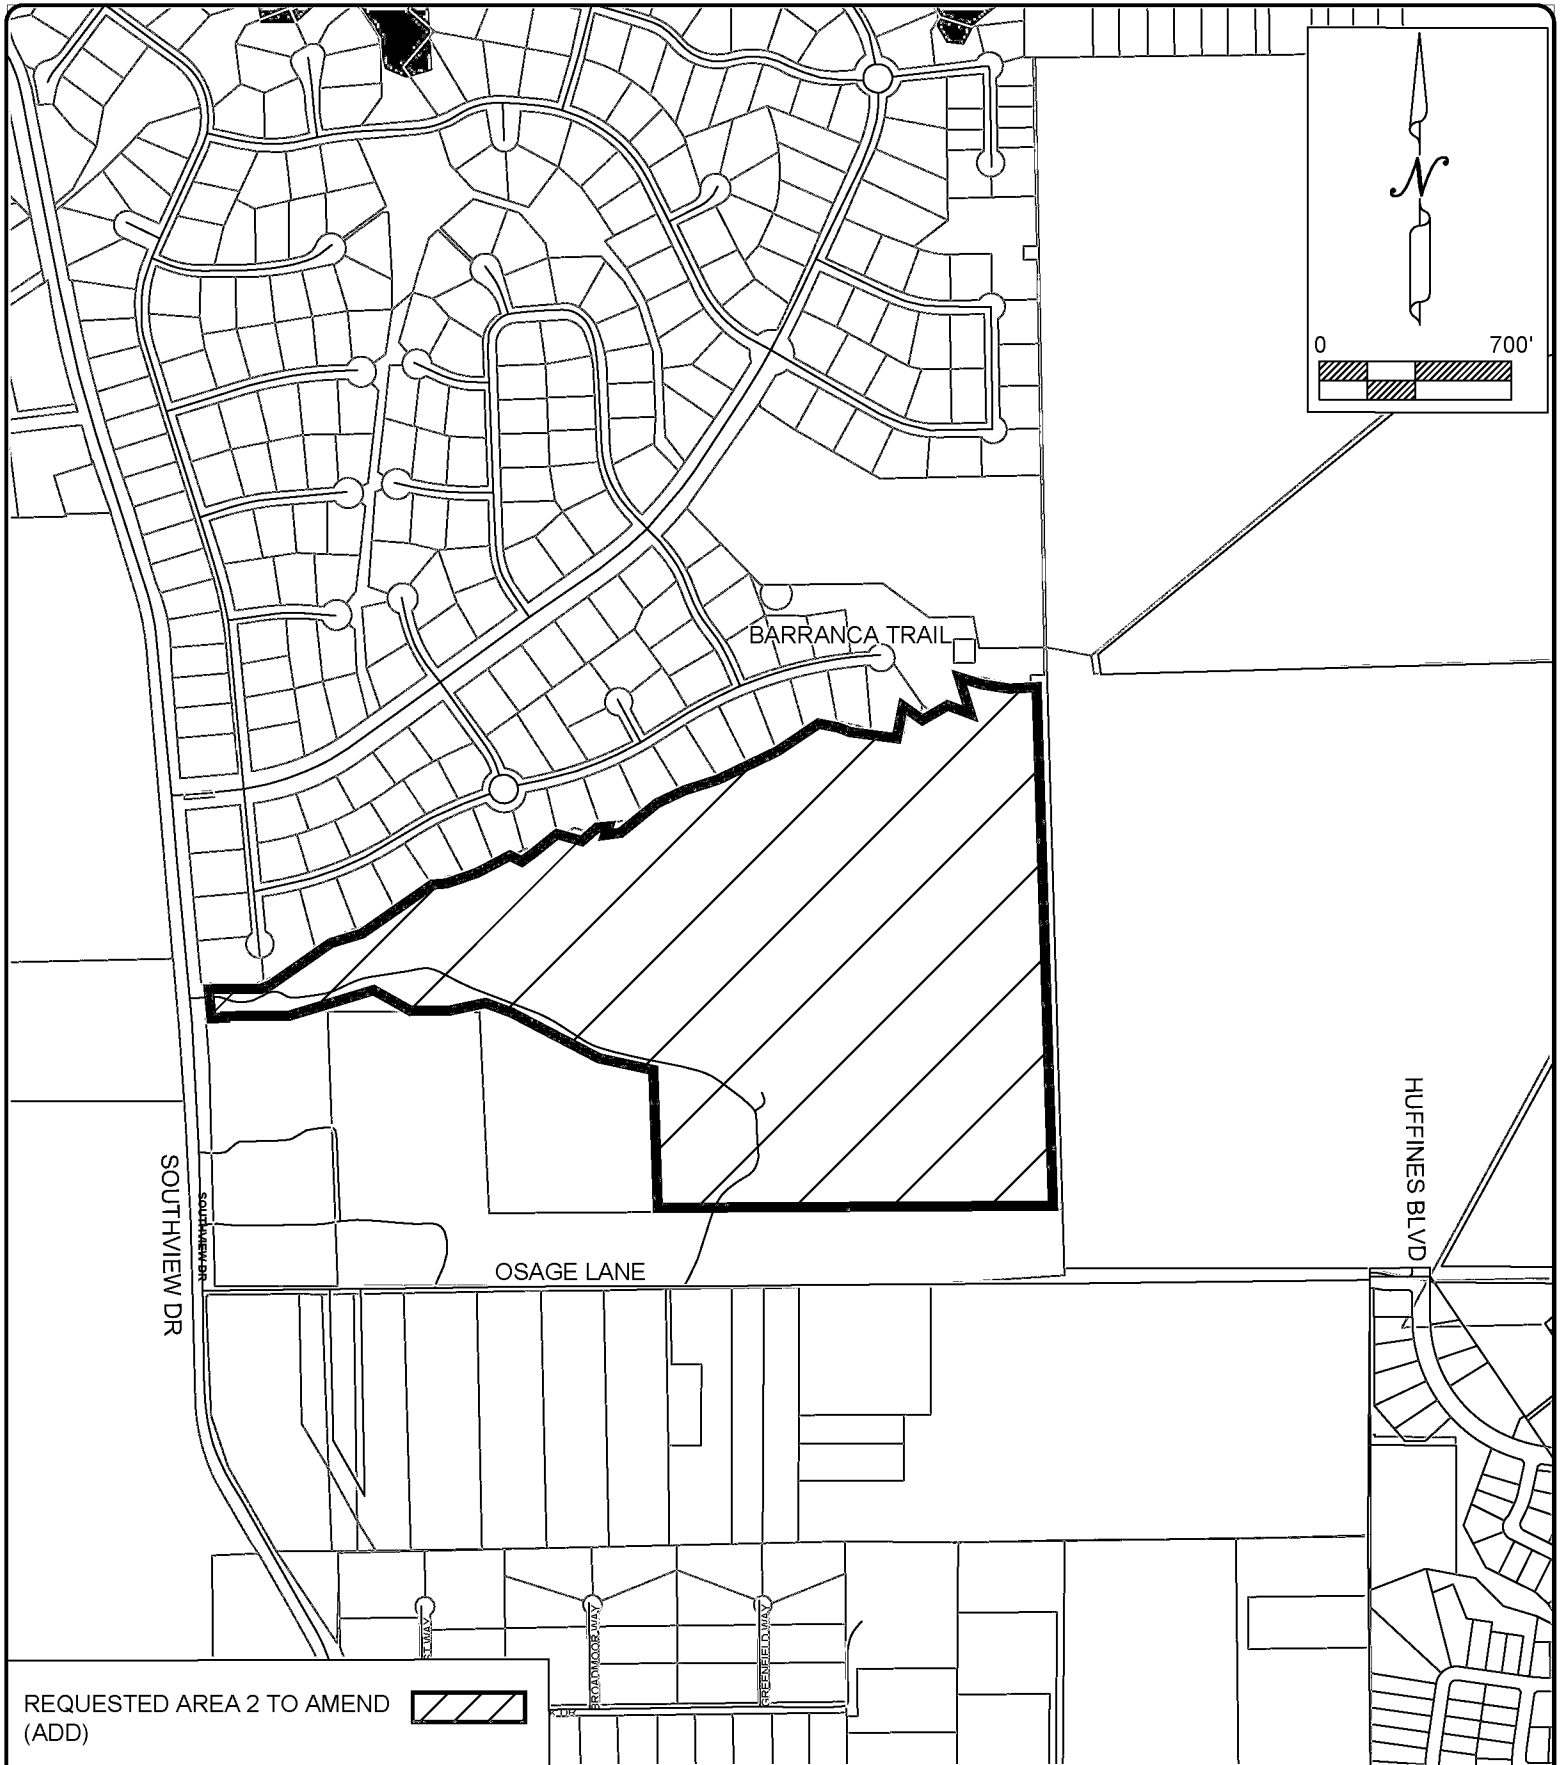 N
0 700'
BARRANCA TRAIL
HUFFINES BLVD
SOUTHVIEW DR
SOUTHVIEW DR
OSAGE LANE
BROADMOOR WAY
GREENFIELD WAY
REQUESTED AREA 2 TO AMEND
(ADD)